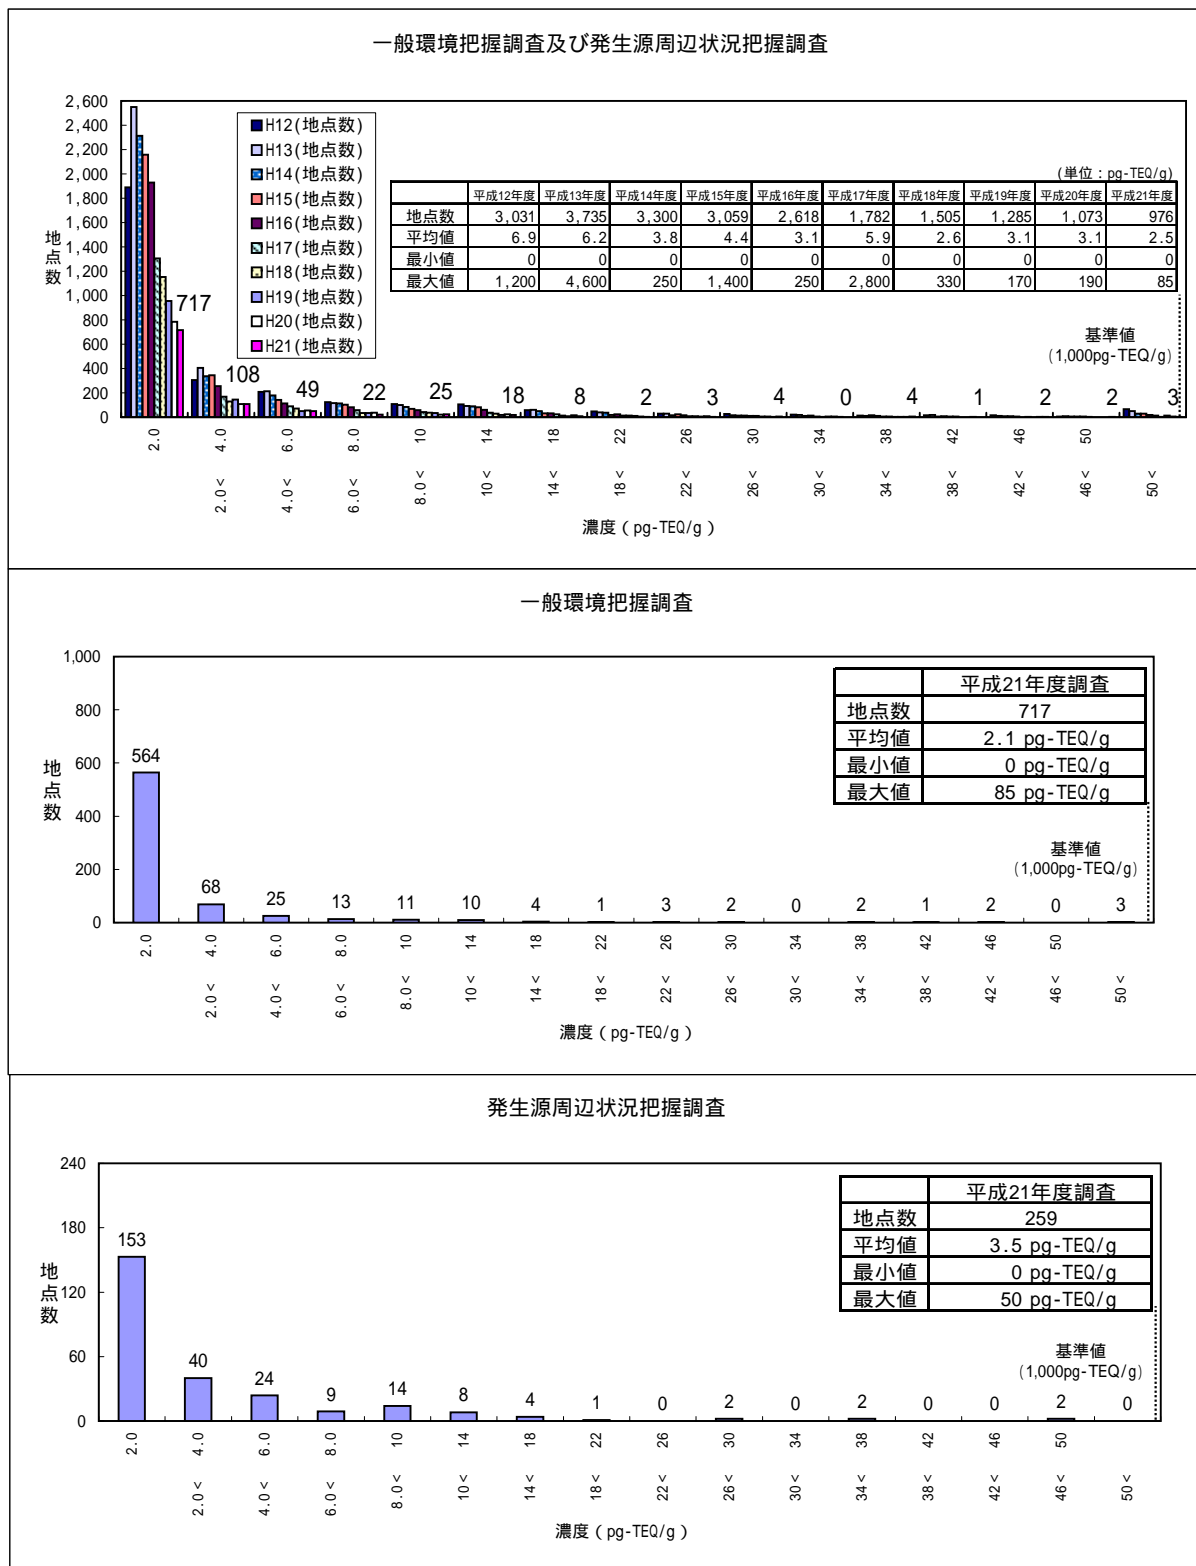 一般環境把握調査及び発生源周辺状況把握調査
2,600
2,400
2,200
2,000
1,800
1,600
1,400
1,200
1,000
800
600
400
200
0
地点数
H12(地点数)
H13(地点数)
H14(地点数)
H15(地点数)
H16(地点数)
H17(地点数)
H18(地点数)
H19(地点数)
H20(地点数)
H21(地点数)
(単位:pg-TEQ/g)
平成12年度 平成13年度 平成14年度 平成15年度 平成16年度 平成17年度 平成18年度 平成19年度 平成20年度 平成21年度
地点数 3,031 3,735 3,300 3,059 2,618 1,782 1,505 1,285 1,073 976
平均値 6.9 6.2 3.8 4.4 3.1 5.9 2.6 3.1 3.1 2.5
最小値 0 0 0 0 0 0 0 0 0 0
最大値 1,200 4,600 250 1,400 250 2,800 330 170 190 85
基準値
(1,000pg-TEQ/g)
717 108 49 22 25 18 8 2 3 4 0 4 1 2 2 3
2.0 4.0 6.0 8.0 10 14 18 22 26 30 34 38 42 46 50
2.0< 4.0< 6.0< 8.0< 10< 14< 18< 22< 26< 30< 34< 38< 42< 46< 50<
濃度(pg-TEQ/g)
一般環境把握調査
1,000
800
600
400
200
0
地点数
平成21年度調査
地点数 717
平均値 2.1 pg-TEQ/g
最小値 0 pg-TEQ/g
最大値 85 pg-TEQ/g
基準値
(1,000pg-TEQ/g)
564 68 25 13 11 10 4 1 3 2 0 2 1 2 0 3
2.0 4.0 6.0 8.0 10 14 18 22 26 30 34 38 42 46 50
2.0< 4.0< 6.0< 8.0< 10< 14< 18< 22< 26< 30< 34< 38< 42< 46< 50<
濃度(pg-TEQ/g)
発生源周辺状況把握調査
240
180
120
60
0
地点数
平成21年度調査
地点数 259
平均値 3.5 pg-TEQ/g
最小値 0 pg-TEQ/g
最大値 50 pg-TEQ/g
基準値
(1,000pg-TEQ/g)
153 40 24 9 14 8 4 1 0 2 0 2 0 0 2 0
2.0 4.0 6.0 8.0 10 14 18 22 26 30 34 38 42 46 50
2.0< 4.0< 6.0< 8.0< 10< 14< 18< 22< 26< 30< 34< 38< 42< 46< 50<
濃度(pg-TEQ/g)